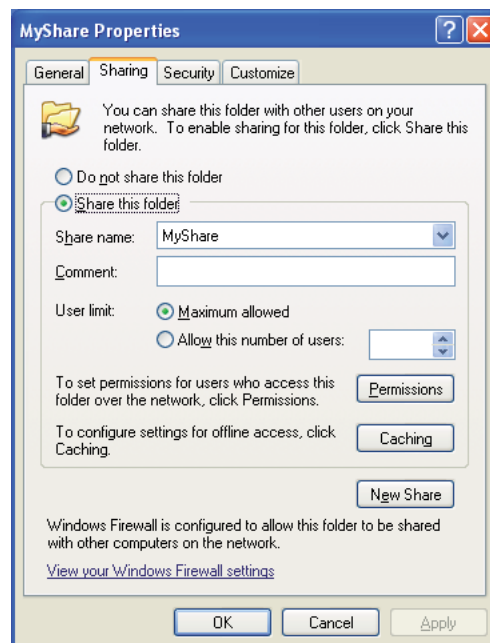 MyShare Properties
General Sharing Security Customize
You can share this folder with other users on your
network. To enable sharing for this folder, click Share this
folder.
Do not share this folder
Share this folder
Share name: MyShare
Comment:
User limit: Maximum allowed
Allow this number of users:
To set permissions for users who access this
folder over the network, click Permissions.
Permissions
To configure settings for offline access, click
Caching.
Caching
New Share
Windows Firewall is configured to allow this folder to be shared
with other computers on the network.
View your Windows Firewall settings
OK Cancel Apply